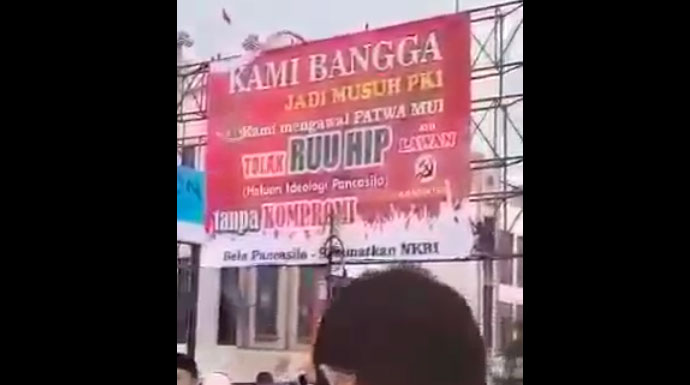 KAMI BANGGA
JADI MUSUH PKI
Kami mengawal PATWA MUI
TOLAK RUU HIP
LAWAN
(Haluan Ideologi Pancasila)
tanpa KOMPROMI
Bela Pancasila - Selamatkan NKRI